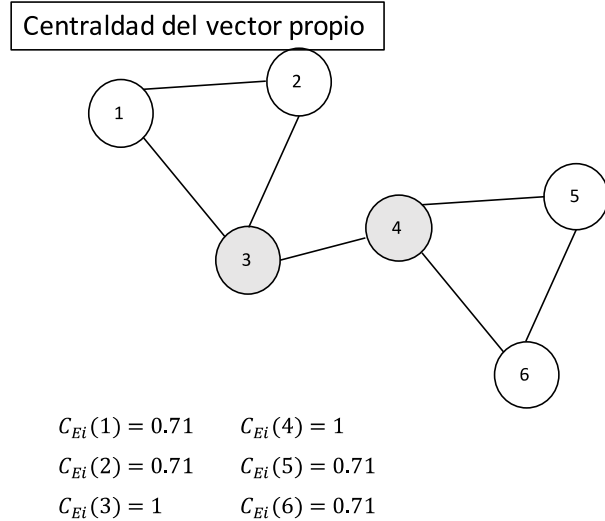 Centraldad del vector propio
2
1
5
4
3
6
C_{Ei}(1) = 0.71 C_{Ei}(4) = 1
C_{Ei}(2) = 0.71 C_{Ei}(5) = 0.71
C_{Ei}(3) = 1 C_{Ei}(6) = 0.71